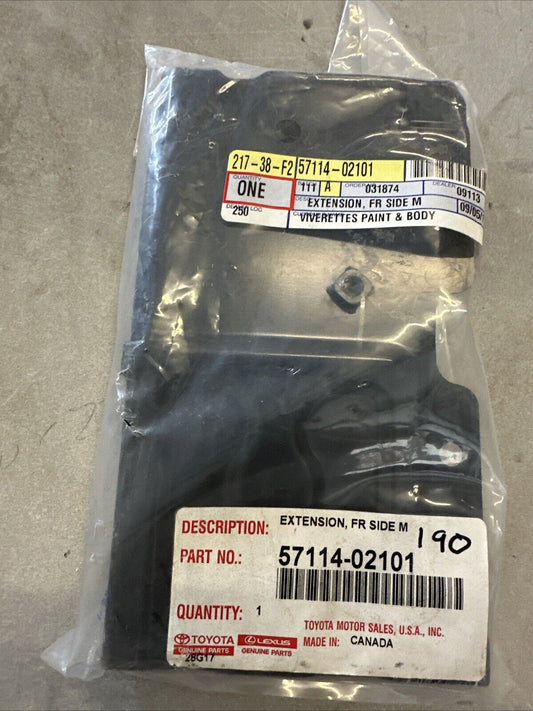 217-38-F2 57114-02101
QUANTITY
ONE
111 A 031874 DEALER 09113
EXTENSION, FR SIDE M 09/05/
250 VIVERETTES PAINT & BODY
DESCRIPTION: EXTENSION, FR SIDE M
190
PART NO.: 57114-02101
QUANTITY: 1
TOYOTA MOTOR SALES, U.S.A., INC.
TOYOTA LEXUS MADE IN: CANADA
GENUINE PARTS GENUINE PARTS
28G17